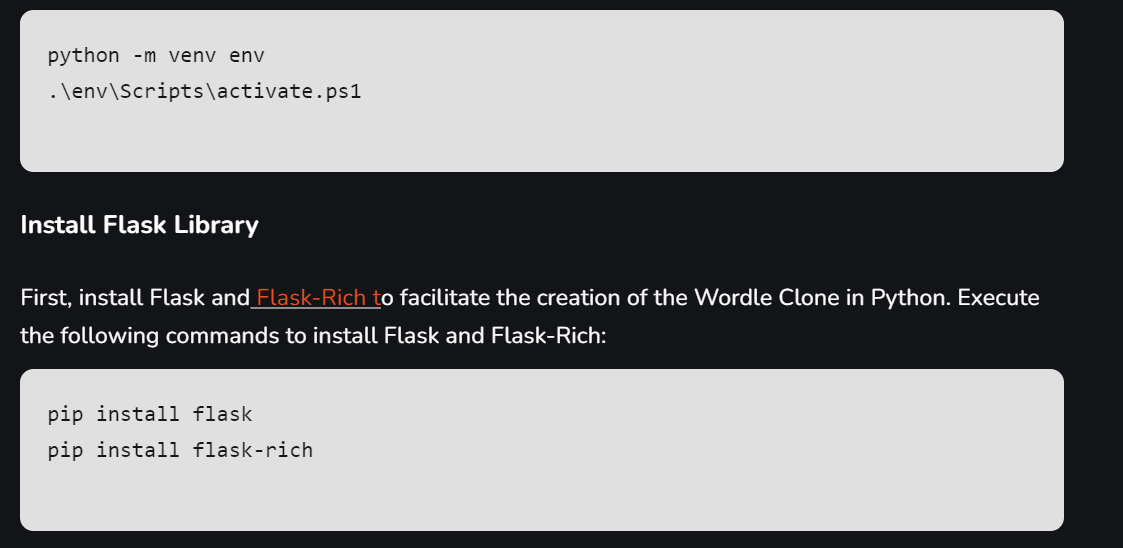 python -m venv env
.\env\Scripts\activate.ps1
Install Flask Library
First, install Flask and Flask-Rich to facilitate the creation of the Wordle Clone in Python. Execute
the following commands to install Flask and Flask-Rich:
pip install flask
pip install flask-rich